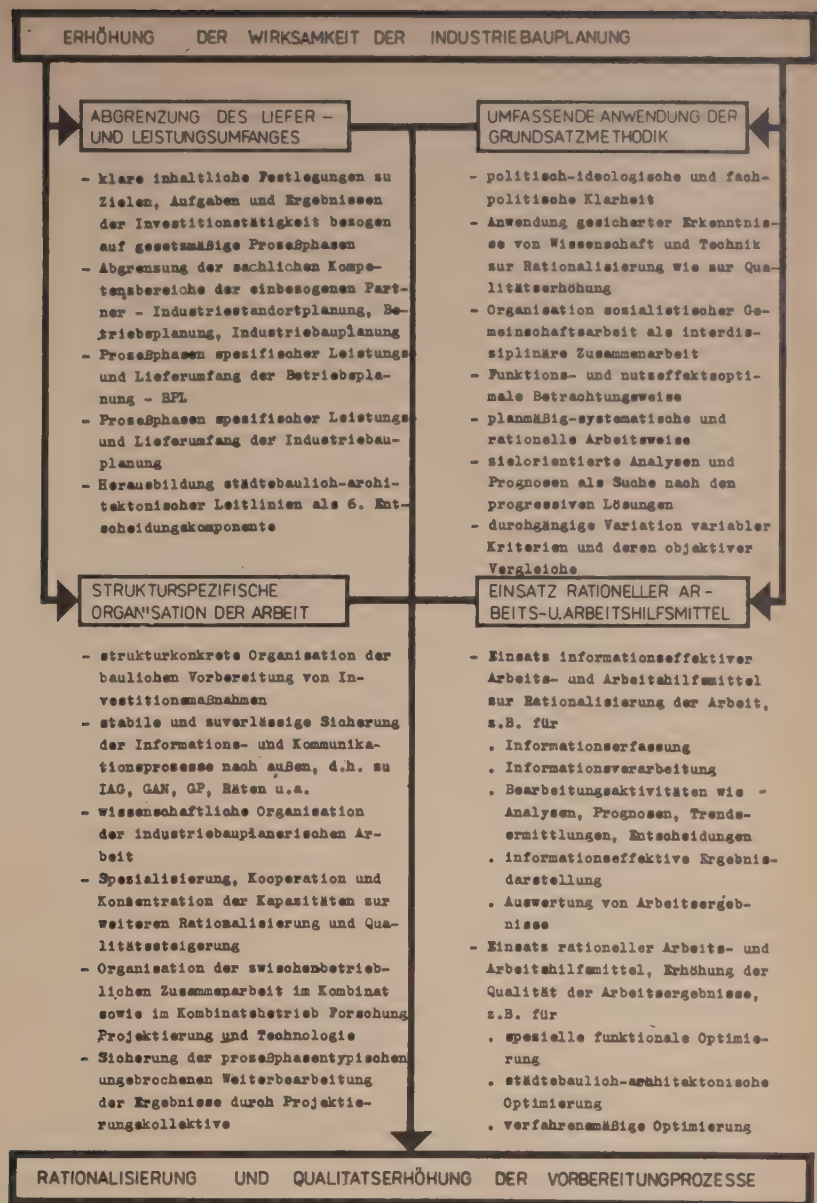 ERHÖHUNG DER WIRKSAMKEIT DER INDUSTRIEBAUPLANUNG
ABGRENZUNG DES LIEFER -
UND LEISTUNGSUMFANGES
- klare inhaltliche Festlegungen zu
Zielen, Aufgaben und Ergebnissen
der Investitionstätigkeit bezogen
auf gesetzmäßige Prozeßphasen
- Abgrenzung der sachlichen Kompe-
tenzbereiche der einbezogenen Part-
ner - Industriestandortplanung, Be-
triebsplanung, Industriebauplanung
- Prozeßphasen spezifischer Leistungs
und Lieferumfang der Betriebspla-
nung - BPL
- Prozeßphasen spezifischer Leistungs
und Lieferumfang der Industriebau-
planung
- Herausbildung städtebaulich-archi-
tektonischer Leitlinien als 6. Ent-
scheidungskomponente
UMFASSENDE ANWENDUNG DER
GRUNDSATZMETHODIK
- politisch-ideologische und fach-
politische Klarheit
- Anwendung gesicherter Erkenntnis-
se von Wissenschaft und Technik
zur Rationalisierung wie zur Qua-
litätserhöhung
- Organisation sozialistischer Ge-
meinschaftsarbeit als interdis-
ziplinäre Zusammenarbeit
- Funktions- und nutzeffektsopti-
male Betrachtungsweise
- planmäßig-systematische und
rationelle Arbeitsweise
- zielorientierte Analysen und
Prognosen als Suche nach den
progressiven Lösungen
- durchgängige Variation variabler
Kriterien und deren objektiver
Vergleiche
STRUKTURSPEZIFISCHE
ORGANISATION DER ARBEIT
- strukturkonkrete Organisation der
baulichen Vorbereitung von In-
vestitionsmaßnahmen
- stabile und zuverlässige Sicherung
der Informations- und Kommunika-
tionsprozesse nach außen, d.h. zu
IAG, GAN, GP, Räten u.a.
- wissenschaftliche Organisation
der industriebauplanerischen Ar-
beit
- Spezialisierung, Kooperation und
Konzentration der Kapazitäten zur
weiteren Rationalisierung und Qua-
litätssteigerung
- Organisation der zwischenbetrieb-
lichen Zusammenarbeit im Kombinat
sowie im Kombinatsbetrieb Forschung
Projektierung und Technologie
- Sicherung der prozeßphasentypischen
ungebrochenen Weiterbearbeitung
der Ergebnisse durch Projektie-
rungskollektive
EINSATZ RATIONELLER AR -
BEITS-U.ARBEITSHILFSMITTEL
- Einsatz informationseffektiver
Arbeits- und Arbeitshilfsmittel
zur Rationalisierung der Arbeit,
z.B. für
. Informationserfassung
. Informationsverarbeitung
. Bearbeitungsaktivitäten wie -
Analysen, Prognosen, Trends-
ermittlungen, Entscheidungen
. informationseffektive Ergebnis-
darstellung
. Auswertung von Arbeitsergeb-
nisse
- Einsatz rationeller Arbeits- und
Arbeitshilfsmittel, Erhöhung der
Qualität der Arbeitsergebnisse,
z.B. für
. spezielle funktionale Optimie-
rung
. städtebaulich-architektonische
Optimierung
. verfahrensmäßige Optimierung
RATIONALISIERUNG UND QUALITATSERHÖHUNG DER VORBEREITUNGPROZESSE